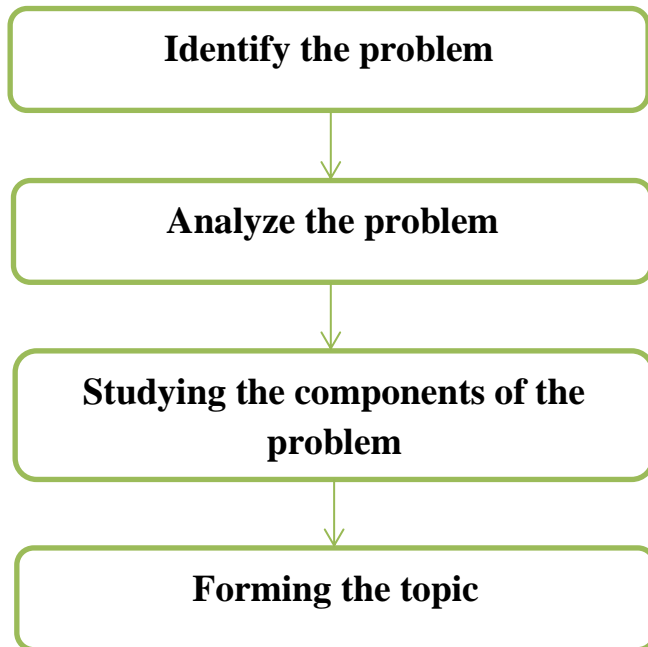 Identify the problem
Analyze the problem
Studying the components of the
problem
Forming the topic